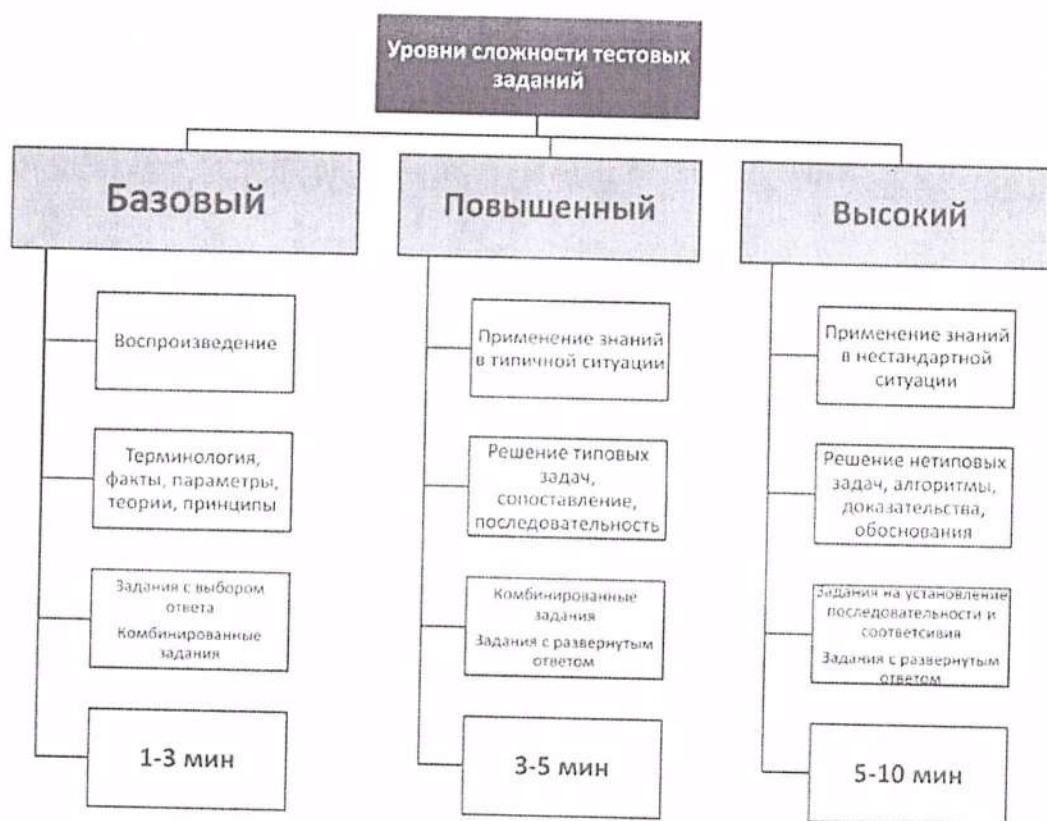 Уровни сложности тестовых
заданий
Базовый
Воспроизведение
Терминология,
факты, параметры,
теории, принципы
Задания с выбором
ответа
Комбинированные
задания
1-3 мин
Повышенный
Применение знаний
в типичной ситуации
Решение типовых
задач,
сопоставление,
последовательность
Комбинированные
задания
Задания с развернутым
ответом
3-5 мин
Высокий
Применение знаний
в нестандартной
ситуации
Решение нетиповых
задач, алгоритмы,
доказательства,
обоснования
Задания на установление
последовательности и
соответсивия
Задания с развернутым
ответом
5-10 мин